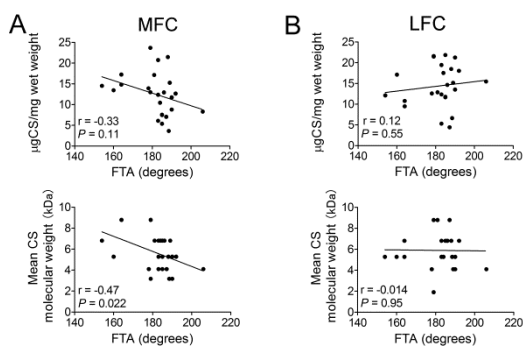 A
MFC
μgCS/mg wet weight
25
20
15
10
5
0
r = -0.33
P = 0.11
140 160 180 200 220
FTA (degrees)
Mean CS
molecular weight (kDa)
10
8
6
4
2
0
r = -0.47
P = 0.022
140 160 180 200 220
FTA (degrees)
B
LFC
μgCS/mg wet weight
25
20
15
10
5
0
r = 0.12
P = 0.55
140 160 180 200 220
FTA (degrees)
Mean CS
molecular weight (kDa)
10
8
6
4
2
0
r = -0.014
P = 0.95
140 160 180 200 220
FTA (degrees)